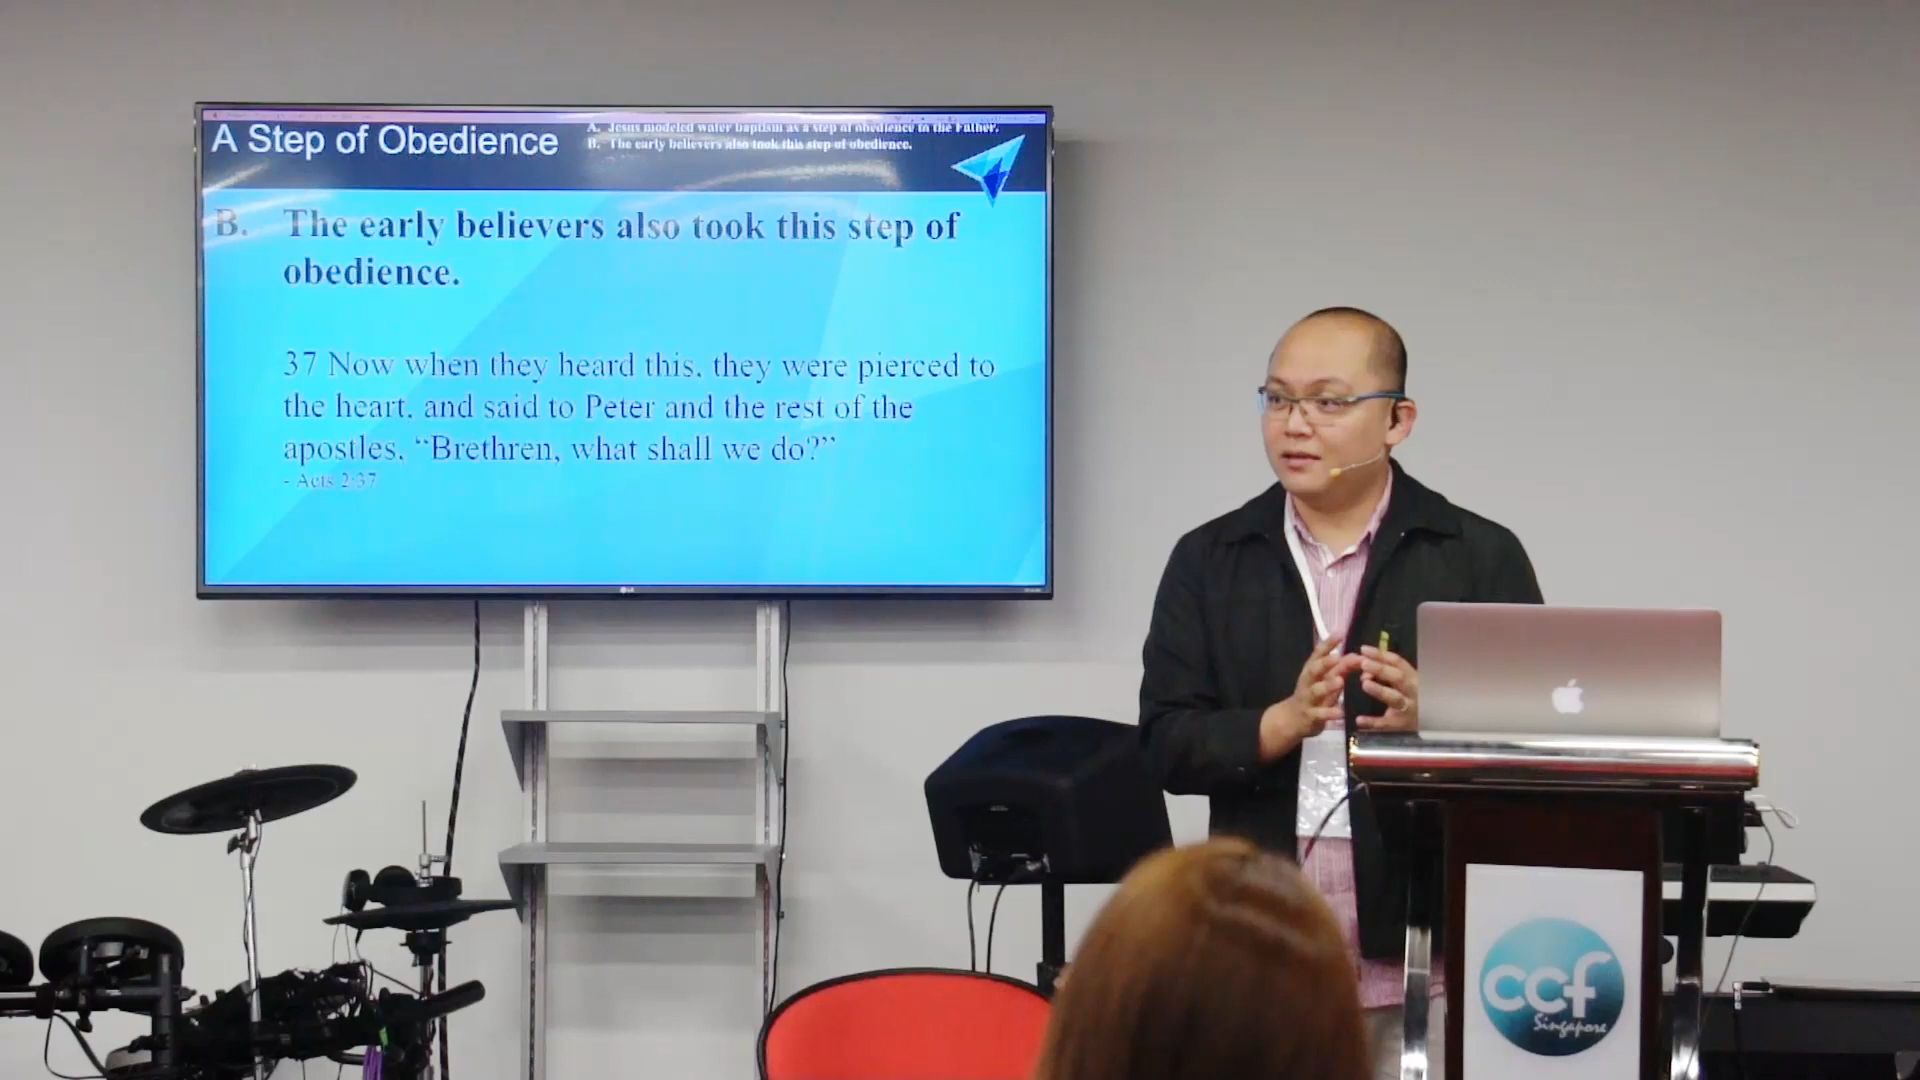 A Step of Obedience
A. Jesus modeled water baptism as a step of obedience to the Father.
B. The early believers also took this step of obedience.
B. The early believers also took this step of
obedience.
37 Now when they heard this, they were pierced to
the heart, and said to Peter and the rest of the
apostles, “Brethren, what shall we do?”
- Acts 2:37
LG
ccf
Singapore